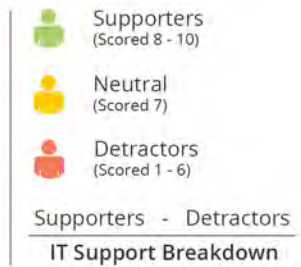 Supporters
(Scored 8 - 10)
Neutral
(Scored 7)
Detractors
(Scored 1 - 6)
Supporters - Detractors
IT Support Breakdown